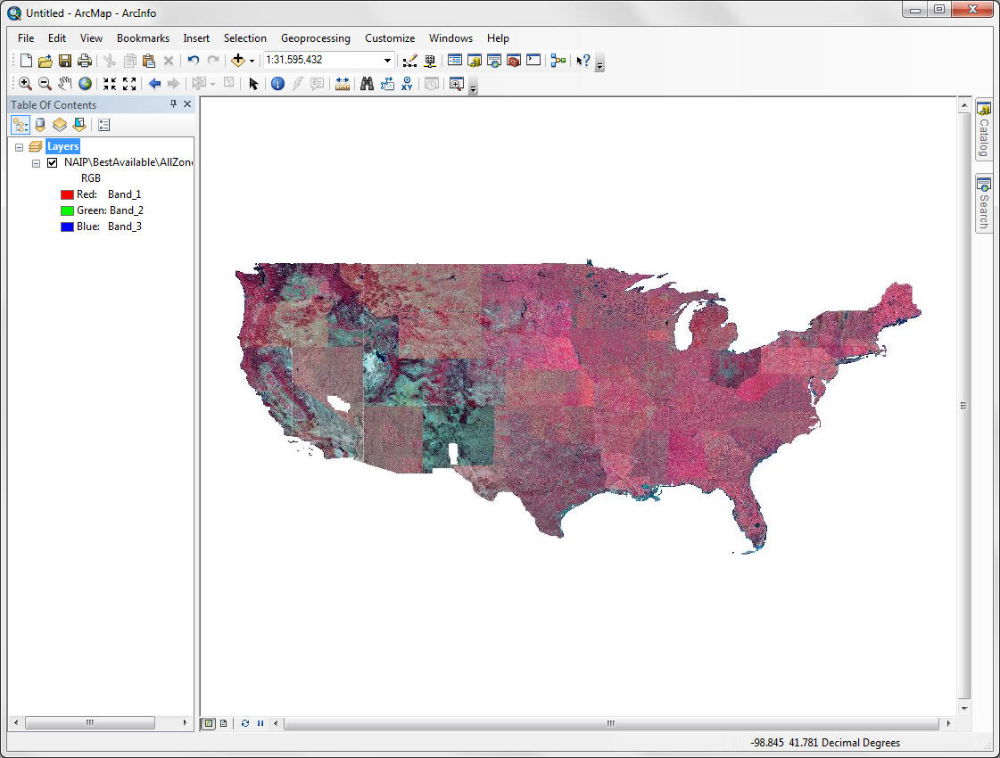 Untitled - ArcMap - ArcInfo
File Edit View Bookmarks Insert Selection Geoprocessing Customize Windows Help
1:31,595,432
XY
Table Of Contents
Layers
NAIP\BestAvailable\AllZon
RGB
Red: Band_1
Green: Band_2
Blue: Band_3
Catalog
Search
-98.845 41.781 Decimal Degrees